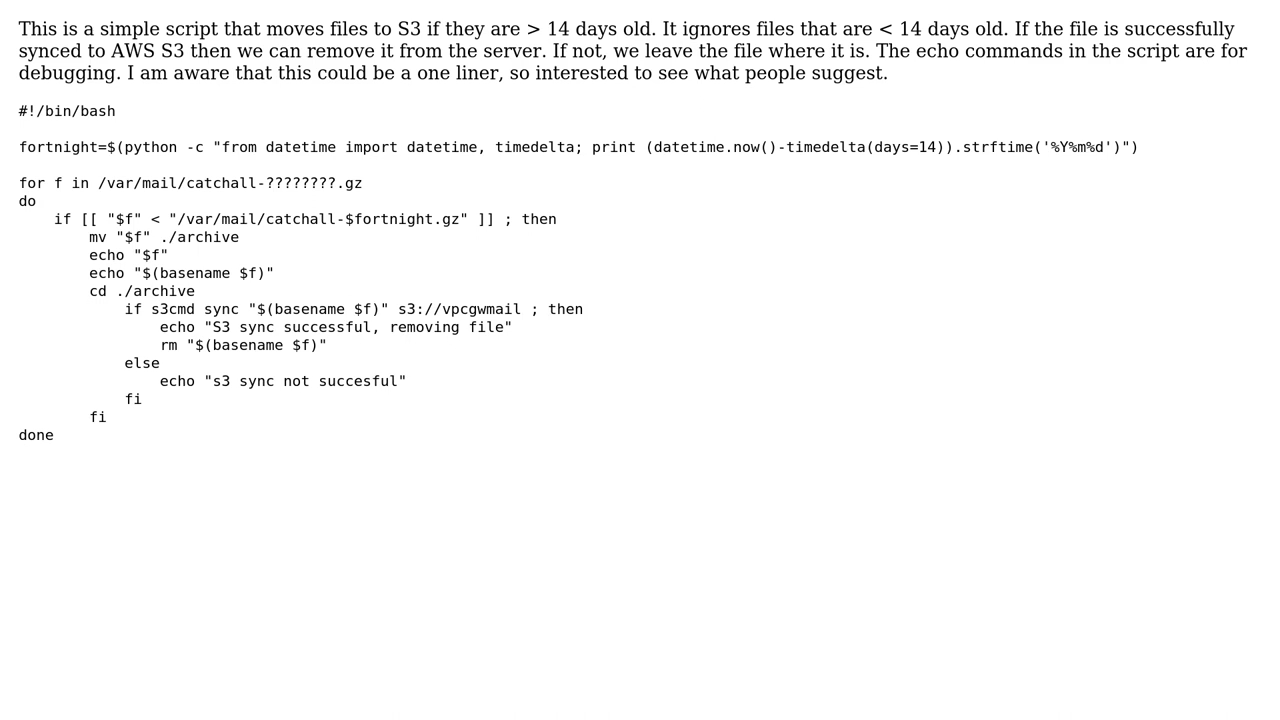 This is a simple script that moves files to S3 if they are > 14 days old. It ignores files that are < 14 days old. If the file is successfully
synced to AWS S3 then we can remove it from the server. If not, we leave the file where it is. The echo commands in the script are for
debugging. I am aware that this could be a one liner, so interested to see what people suggest.
#!/bin/bash
fortnight=$(python -c "from datetime import datetime, timedelta; print (datetime.now()-timedelta(days=14)).strftime('%Y%m%d')")
for f in /var/mail/catchall-????????.gz
do
    if [[ "$f" < "/var/mail/catchall-$fortnight.gz" ]] ; then
        mv "$f" ./archive
        echo "$f"
        echo "$(basename $f)"
        cd ./archive
            if s3cmd sync "$(basename $f)" s3://vpcgwmail ; then
                echo "S3 sync successful, removing file"
                rm "$(basename $f)"
            else
                echo "s3 sync not succesful"
            fi
        fi
done